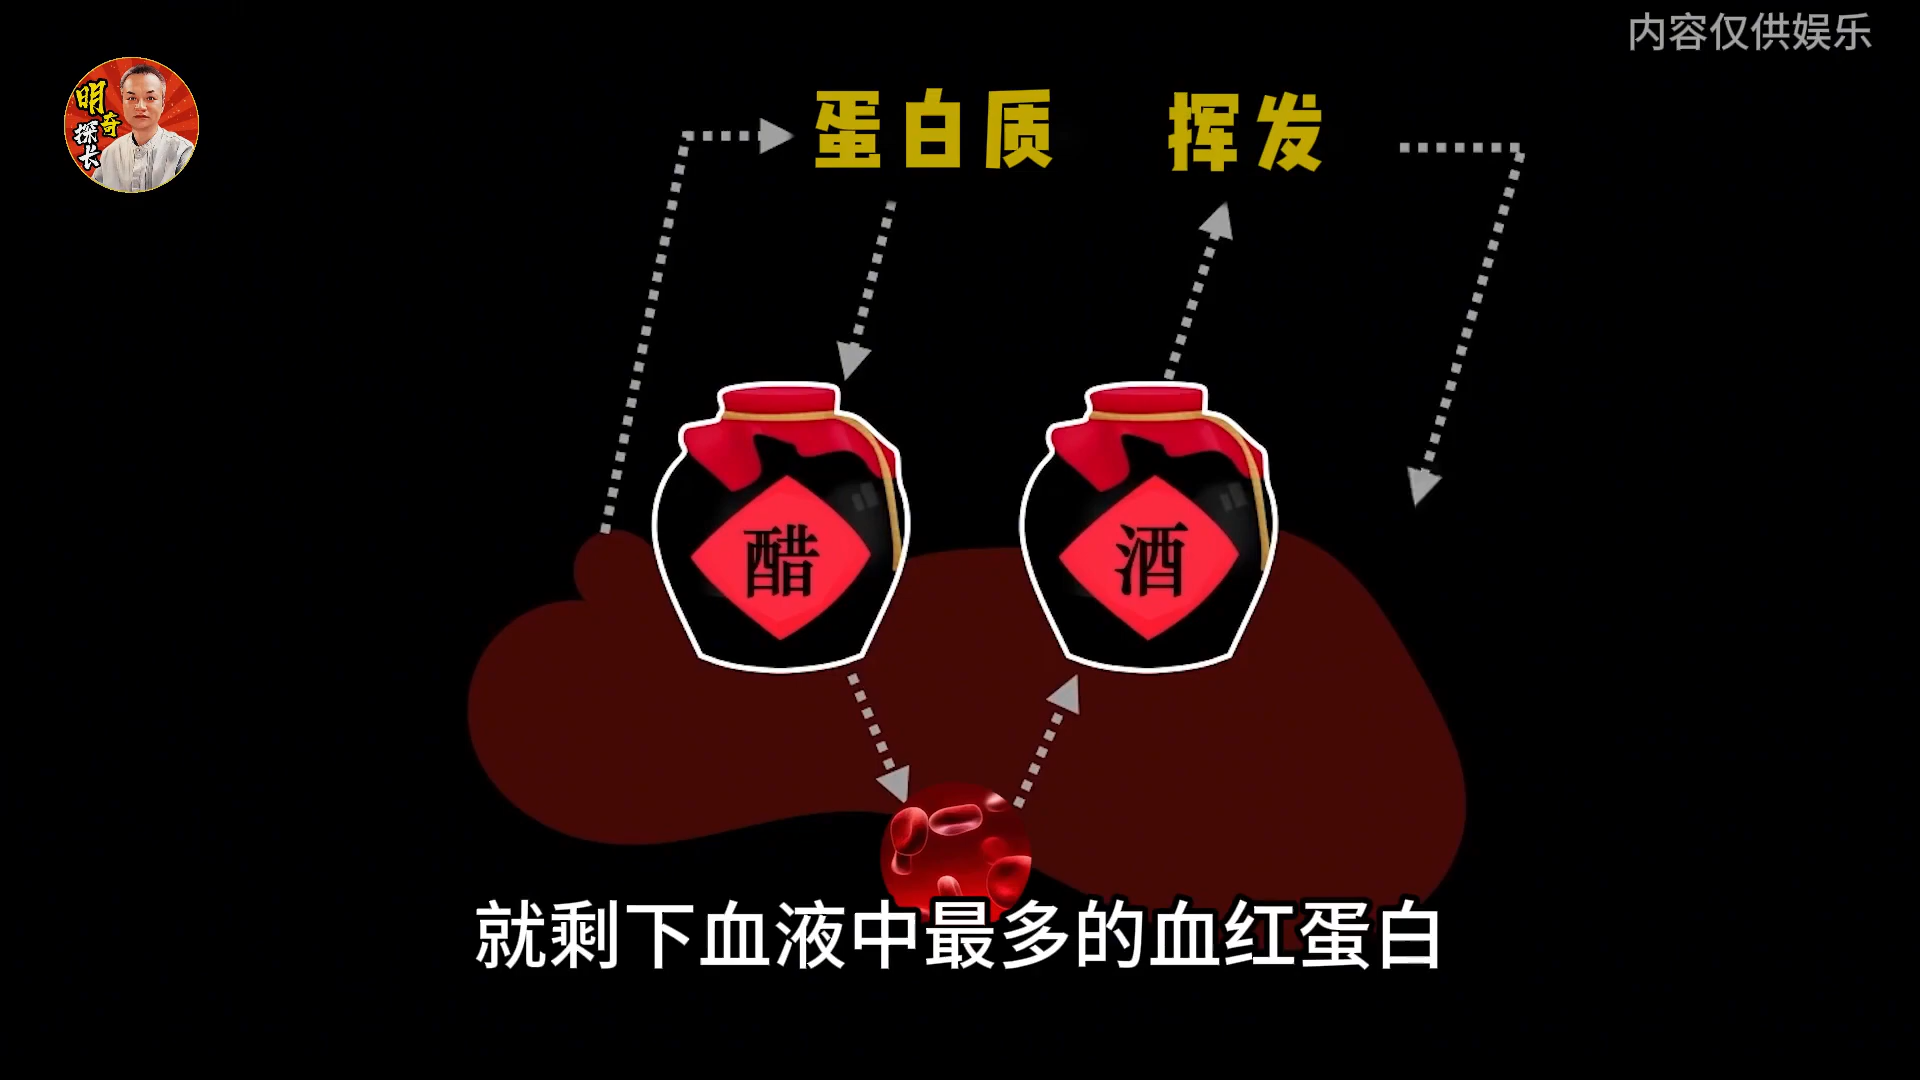 内容仅供娱乐
明
奇
探
长
蛋白质 挥发
醋 酒
就剩下血液中最多的血红蛋白